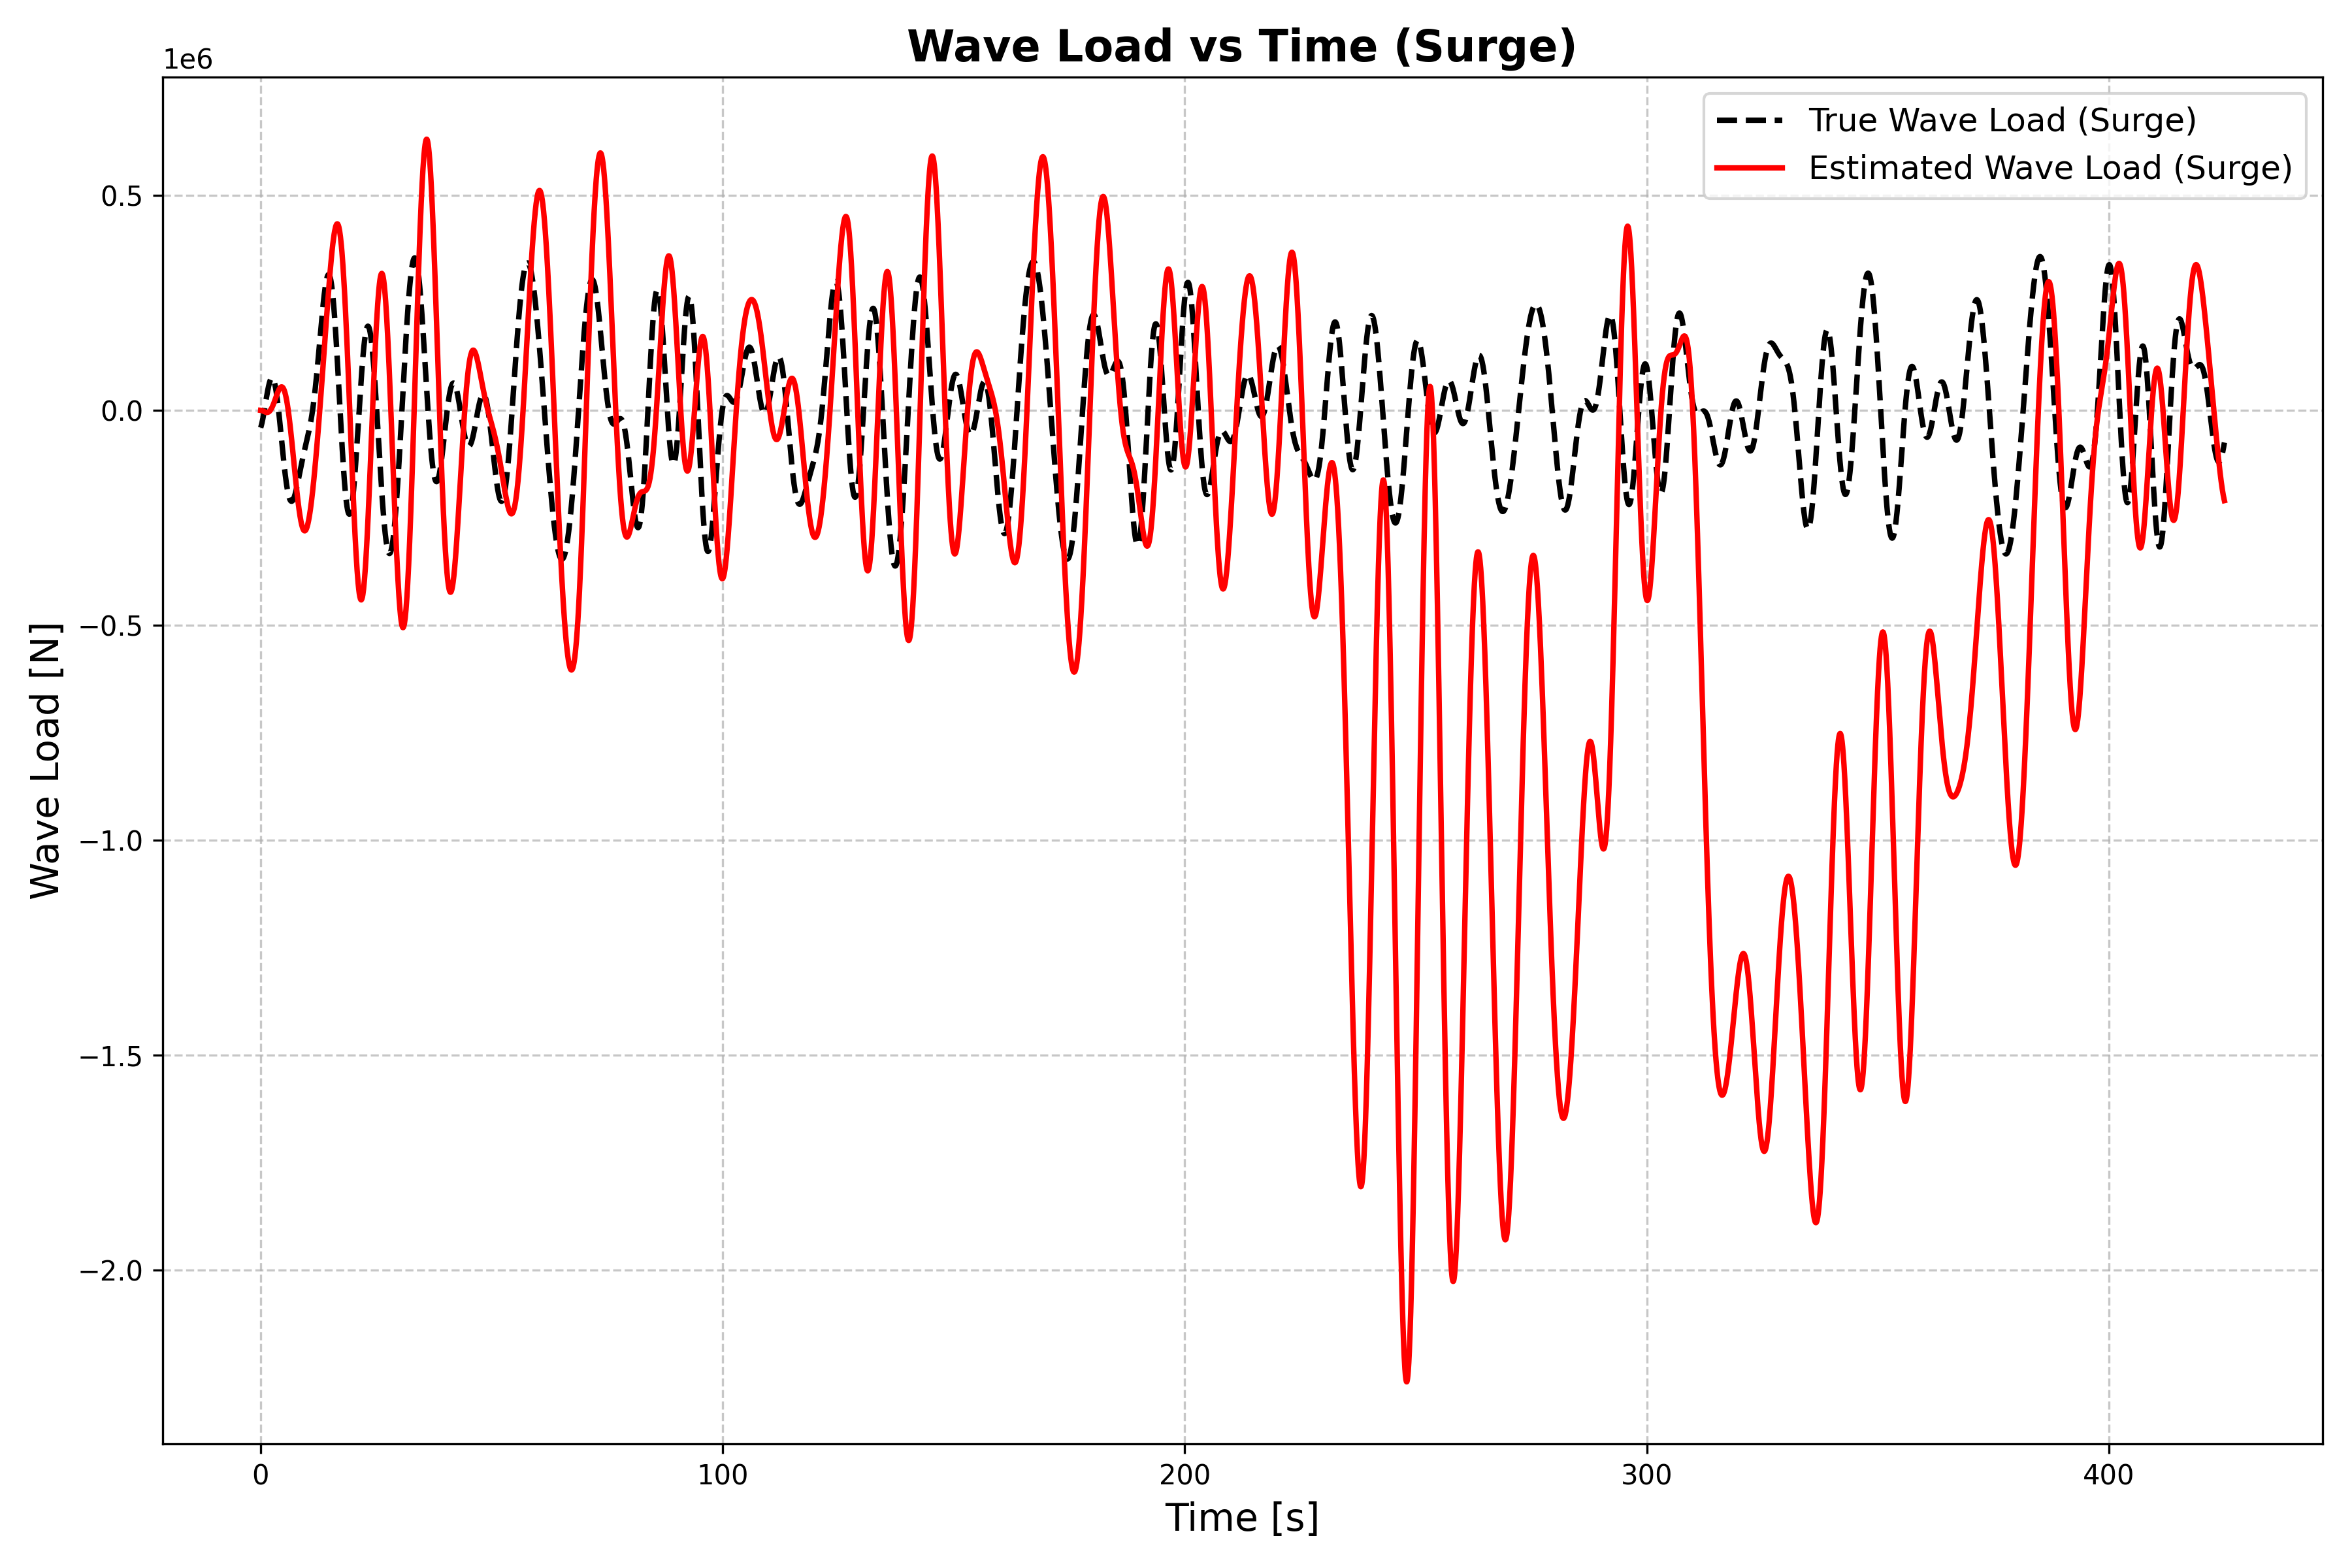 Wave Load vs Time (Surge)
1e6
True Wave Load (Surge)
Estimated Wave Load (Surge)
0.5
0.0
−0.5
−1.0
−1.5
−2.0
Wave Load [N]
0 100 200 300 400
Time [s]